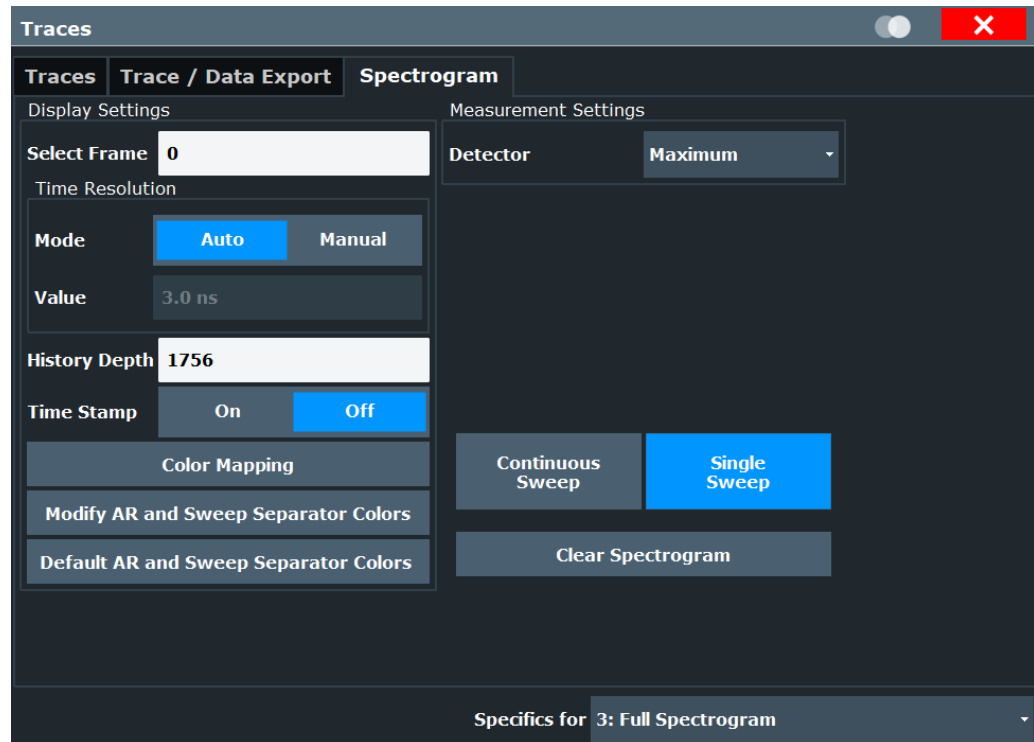 Traces
Traces Trace / Data Export Spectrogram
Display Settings
Select Frame 0
Time Resolution
Mode Auto Manual
Value 3.0 ns
History Depth 1756
Time Stamp On Off
Color Mapping
Modify AR and Sweep Separator Colors
Default AR and Sweep Separator Colors
Measurement Settings
Detector Maximum
Continuous
Sweep
Single
Sweep
Clear Spectrogram
Specifics for 3: Full Spectrogram